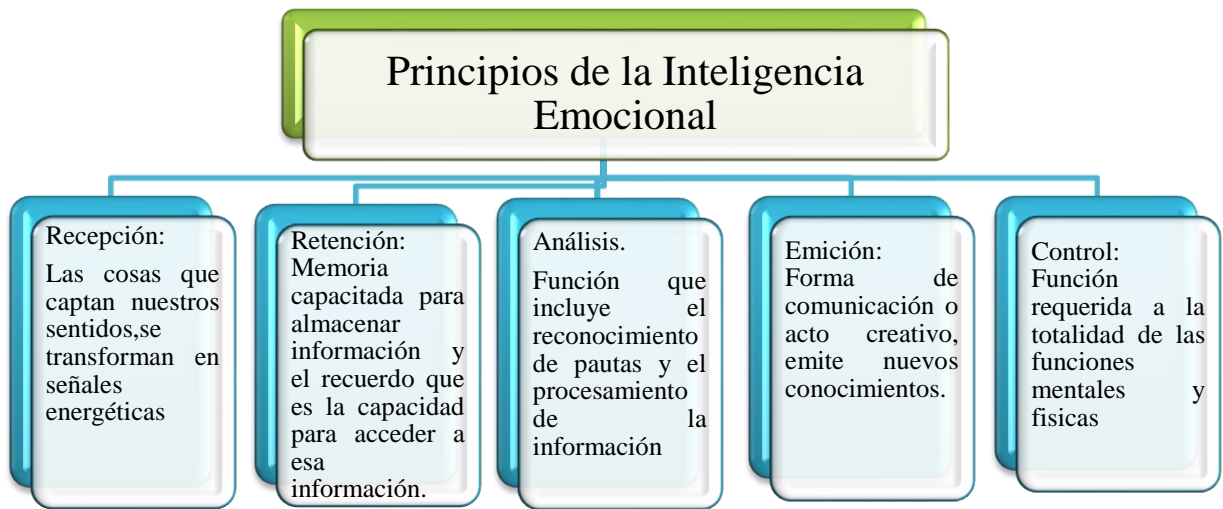 Principios de la Inteligencia
Emocional
Recepción:
Las cosas que
captan nuestros
sentidos,se
transforman en
señales
energéticas
Retención:
Memoria
capacitada para
almacenar
información y
el recuerdo que
es la capacidad
para acceder a
esa
información.
Análisis.
Función que
incluye el
reconocimiento
de pautas y el
procesamiento
de la
información
Emición:
Forma de
comunicación o
acto creativo,
emite nuevos
conocimientos.
Control:
Función
requerida a la
totalidad de las
funciones
mentales y
fisicas